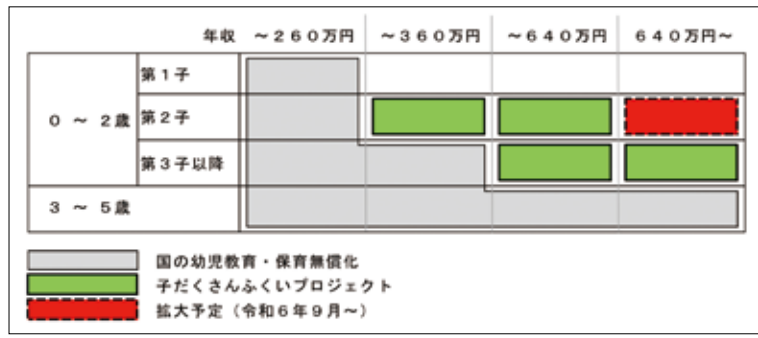 年収 ～２６０万円 ～３６０万円 ～６４０万円 ６４０万円～
第１子
０ ～ ２歳 第２子
第３子以降
３ ～ ５歳
国の幼児教育・保育無償化
子だくさんふくいプロジェクト
拡大予定（令和６年９月～）